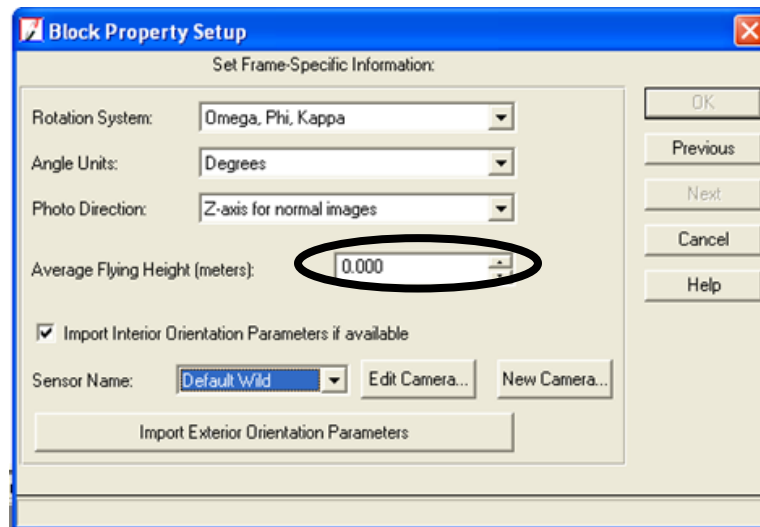 Block Property Setup
Set Frame-Specific Information:
Rotation System: Omega, Phi, Kappa
Angle Units: Degrees
Photo Direction: Z-axis for normal images
Average Flying Height (meters): 0.000
Import Interior Orientation Parameters if available
Sensor Name: Default Wild Edit Camera... New Camera...
Import Exterior Orientation Parameters
OK
Previous
Next
Cancel
Help